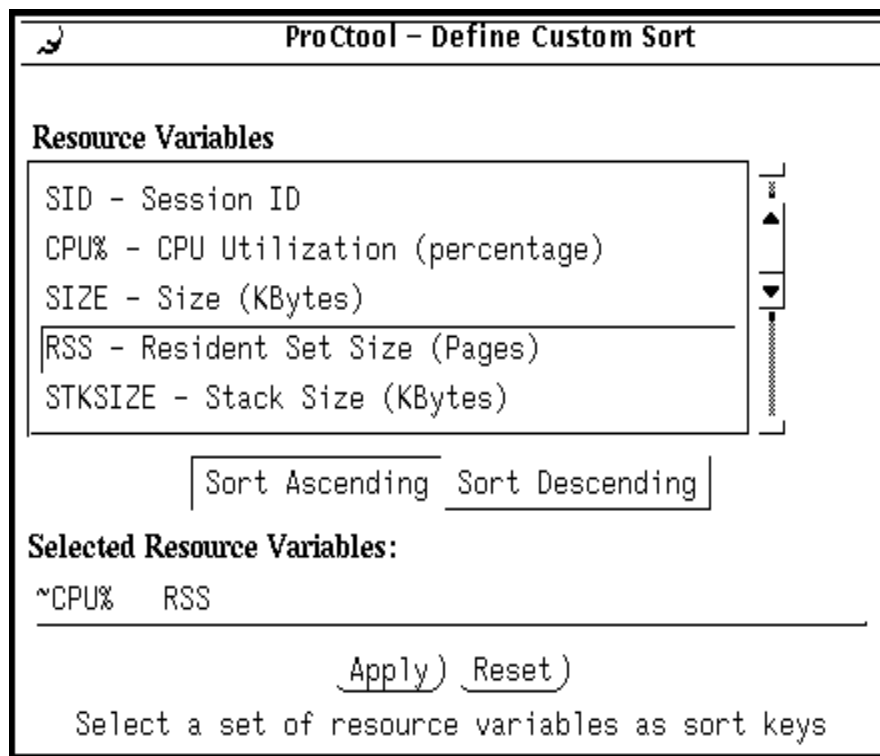 ProCtool – Define Custom Sort
Resource Variables
SID – Session ID
CPU% – CPU Utilization (percentage)
SIZE – Size (KBytes)
RSS – Resident Set Size (Pages)
STKSIZE – Stack Size (KBytes)
Sort Ascending Sort Descending
Selected Resource Variables:
~CPU% RSS
Apply Reset
Select a set of resource variables as sort keys